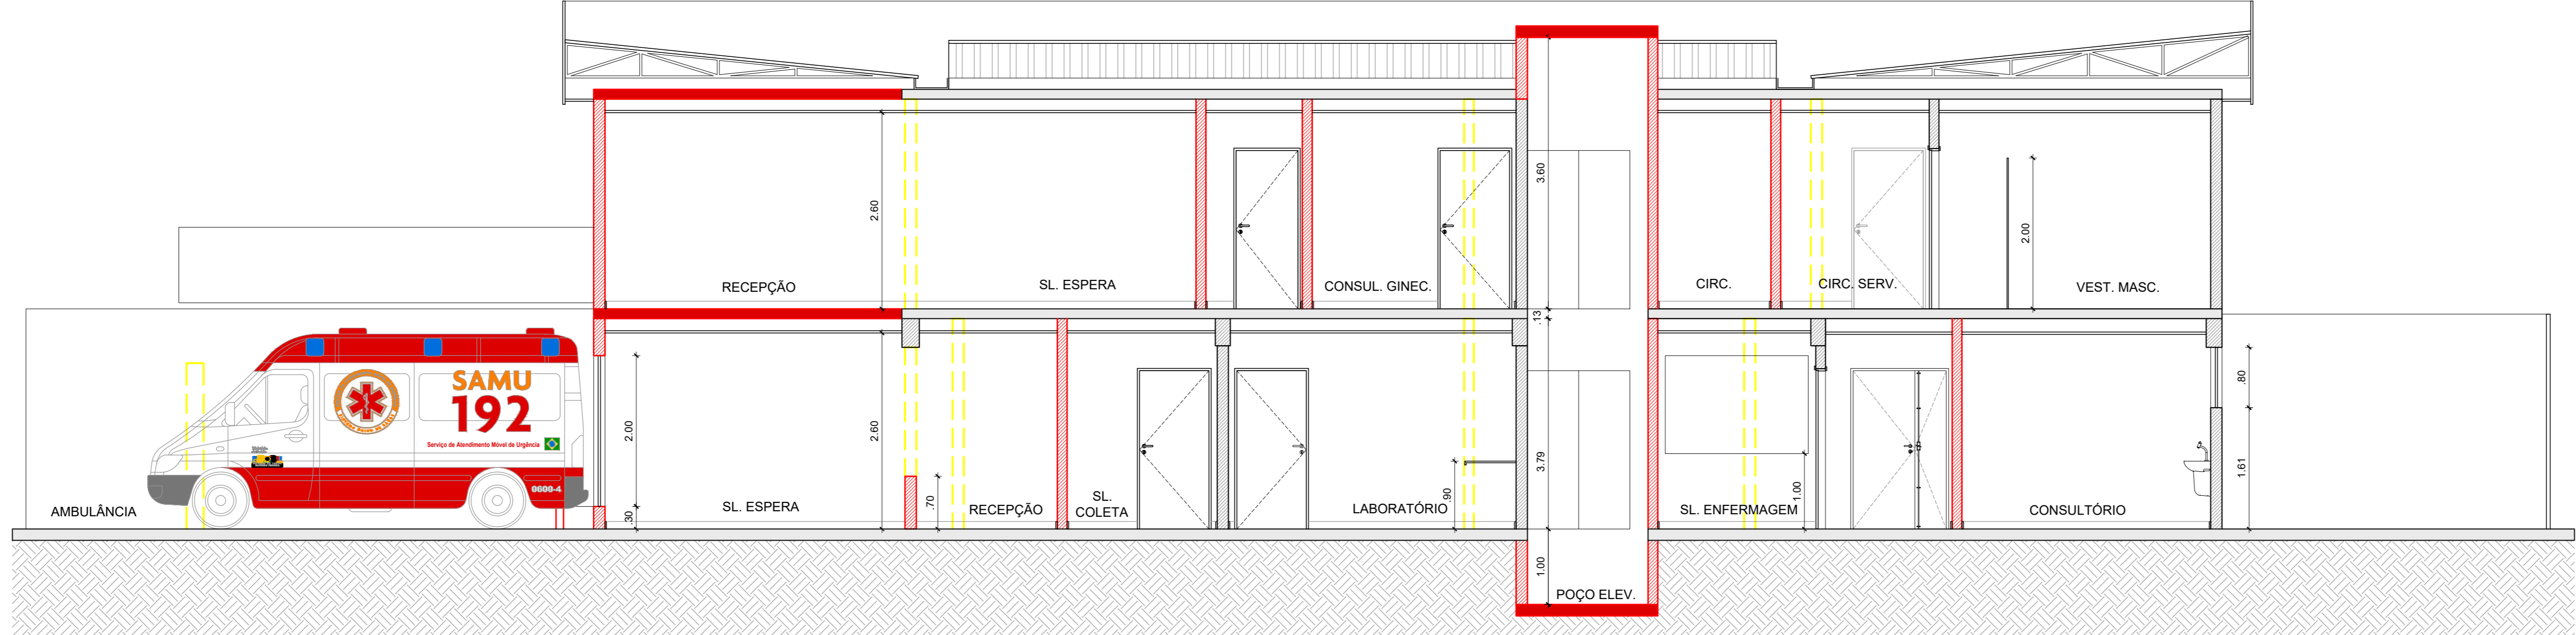 3.60
2.60
2.00
RECEPÇÃO
SL. ESPERA
CONSUL. GINEC.
CIRC.
CIRC. SERV.
VEST. MASC.
.13
SAMU
192
Serviço de Atendimento Móvel de Urgência
0600-4
AMBULÂNCIA
2.00
.30
SL. ESPERA
2.60
.70
RECEPÇÃO
SL.
COLETA
LABORATÓRIO
.90
3.79
SL. ENFERMAGEM
1.00
CONSULTÓRIO
.80
1.61
1.00
POÇO ELEV.